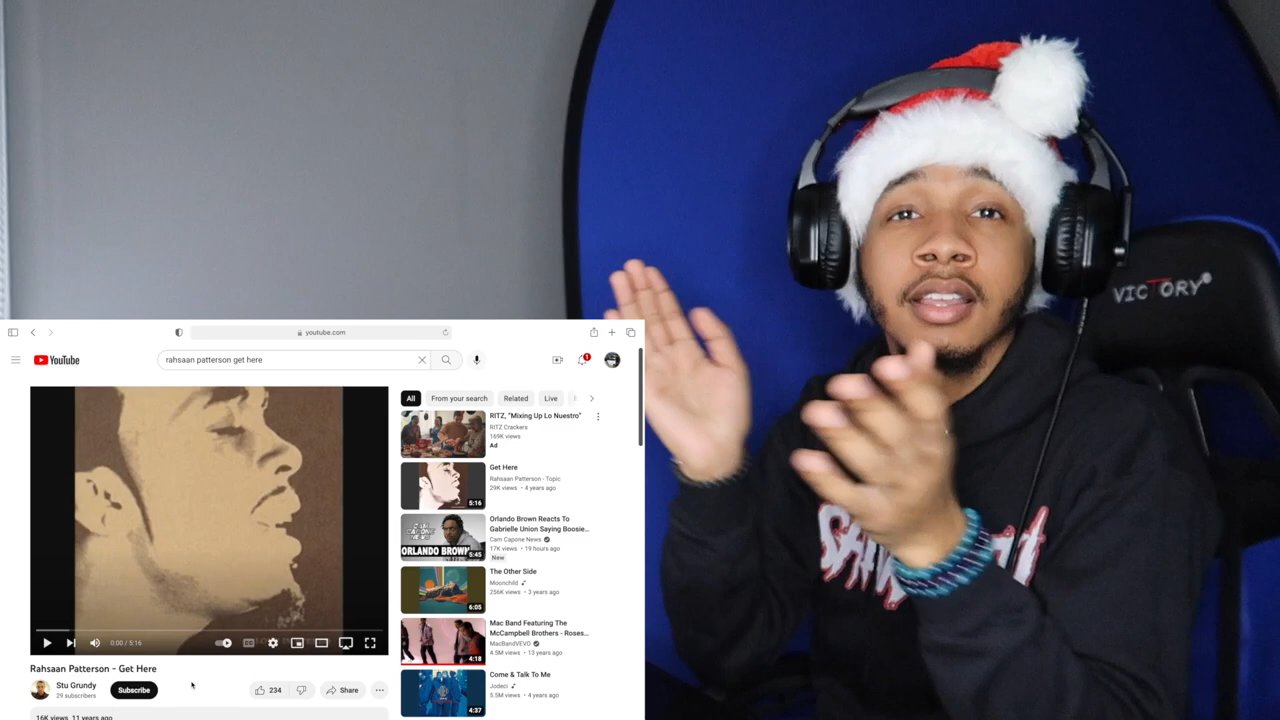 youtube.com
YouTube
rahsaan patterson get here
1
All
From your search
Related
Live
RITZ, "Mixing Up Lo Nuestro"
RITZ Crackers
169K views
Ad
Get Here
Rahsaan Patterson - Topic
29K views • 4 years ago
5:16
Orlando Brown Reacts To
Gabrielle Union Saying Boosie...
Cam Capone News
17K views • 19 hours ago
New
CAM CAPONE NEWS
ORLANDO BROWN
5:45
The Other Side
Moonchild
256K views • 3 years ago
6:05
Mac Band Featuring The
McCampbell Brothers - Roses...
MacBandVEVO
4.5M views • 13 years ago
4:18
Come & Talk To Me
Jodeci
5.5M views • 4 years ago
4:37
0:00 / 5:16
CC
Rahsaan Patterson - Get Here
Stu Grundy
29 subscribers
Subscribe
234
Share
16K views 11 years ago
VICTORY